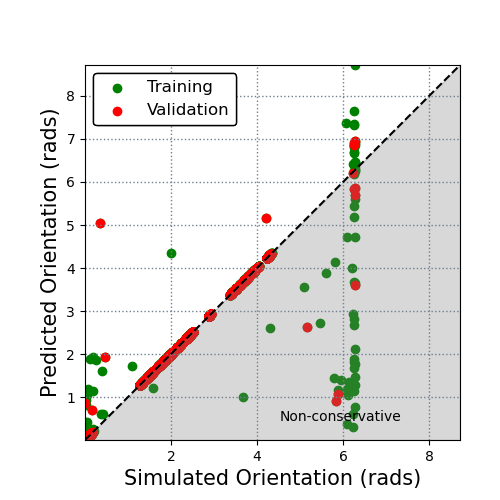 Training
Validation
8
7
6
5
4
3
2
1
Predicted Orientation (rads)
Non-conservative
2
4
6
8
Simulated Orientation (rads)